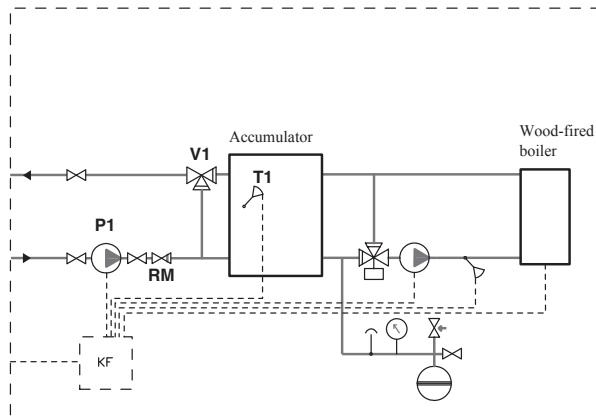 Wood-fired
boiler
Accumulator
V1
T1
P1
RM
KF